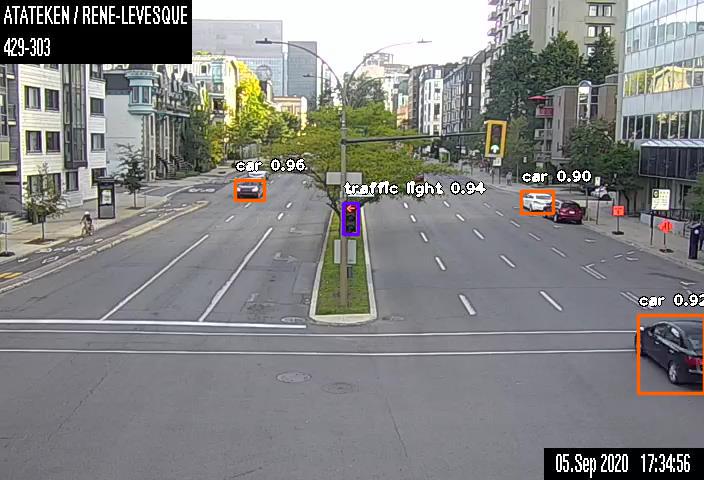 ATATEKEN / RENE-LEVESQUE
429-303
car 0.96
car 0.90
traffic light 0.94
car 0.92
05.Sep 2020 17:34:56